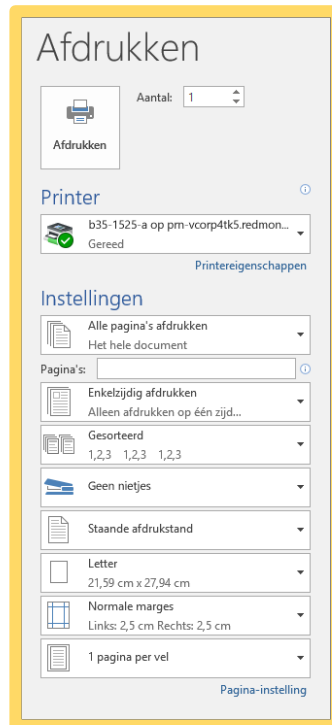 Afdrukken
Aantal: 1
Afdrukken
Printer
b35-1525-a op prn-vcorp4tk5.redmon...
Gereed
Printereigenschappen
Instellingen
Alle pagina's afdrukken
Het hele document
Pagina's:
Enkelzijdig afdrukken
Alleen afdrukken op één zijd...
Gesorteerd
1,2,3 1,2,3 1,2,3
Geen nietjes
Staande afdrukstand
Letter
21,59 cm x 27,94 cm
Normale marges
Links: 2,5 cm Rechts: 2,5 cm
1 pagina per vel
Pagina-instelling